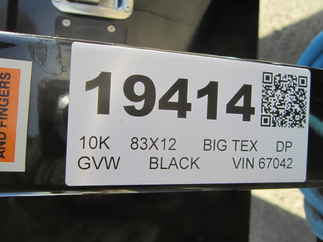 AND FINGERS
19414
10K 83X12 BIG TEX DP
GVW BLACK VIN 67042